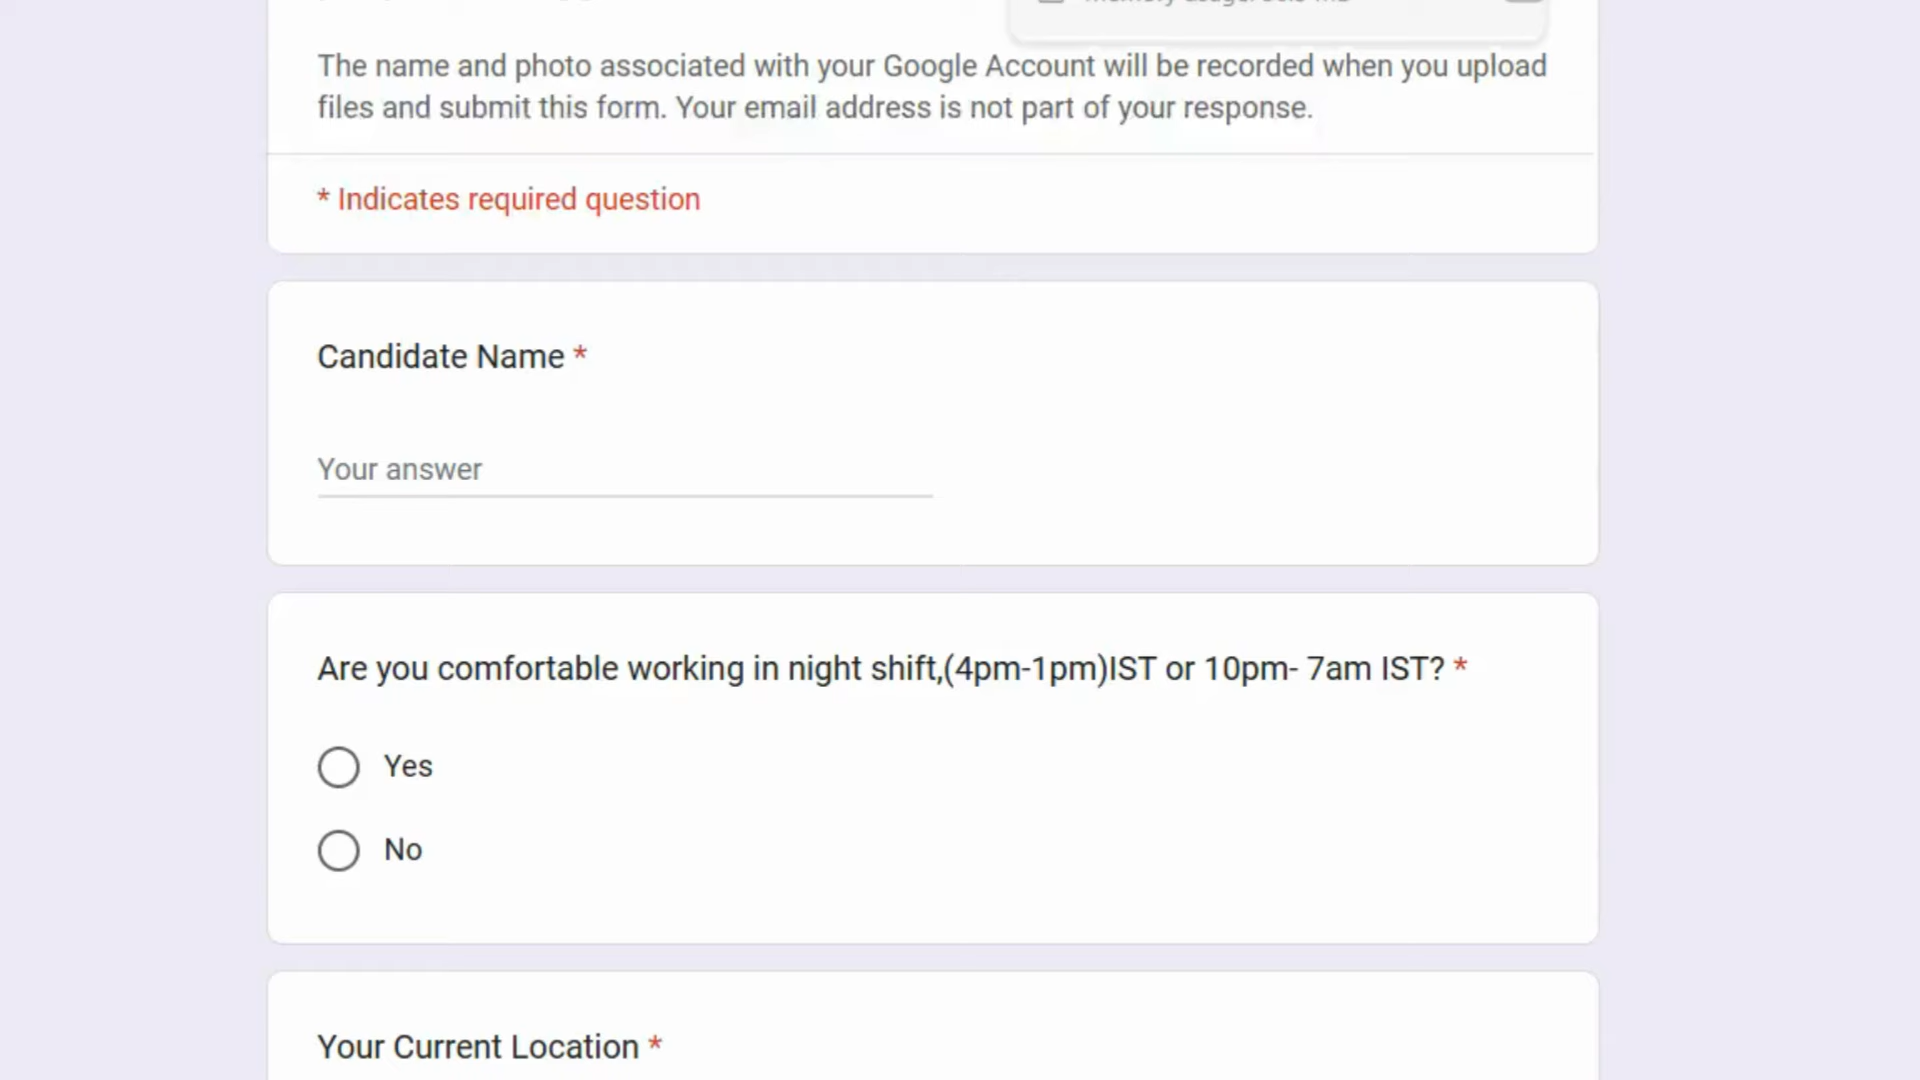 The name and photo associated with your Google Account will be recorded when you upload
files and submit this form. Your email address is not part of your response.
* Indicates required question
Candidate Name *
Your answer
Are you comfortable working in night shift,(4pm-1pm)IST or 10pm- 7am IST? *
Yes
No
Your Current Location *